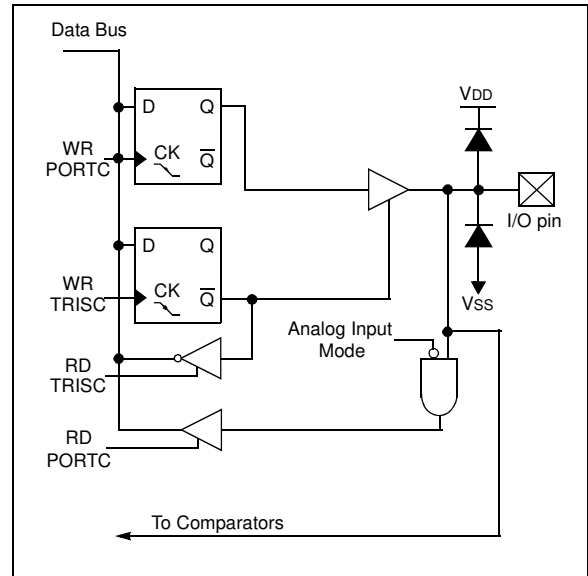 Data Bus
D Q
WR
PORTC
CK
Q
VDD
I/O pin
D Q
WR
TRISC
CK
Q
VSS
Analog Input
Mode
RD
TRISC
RD
PORTC
To Comparators